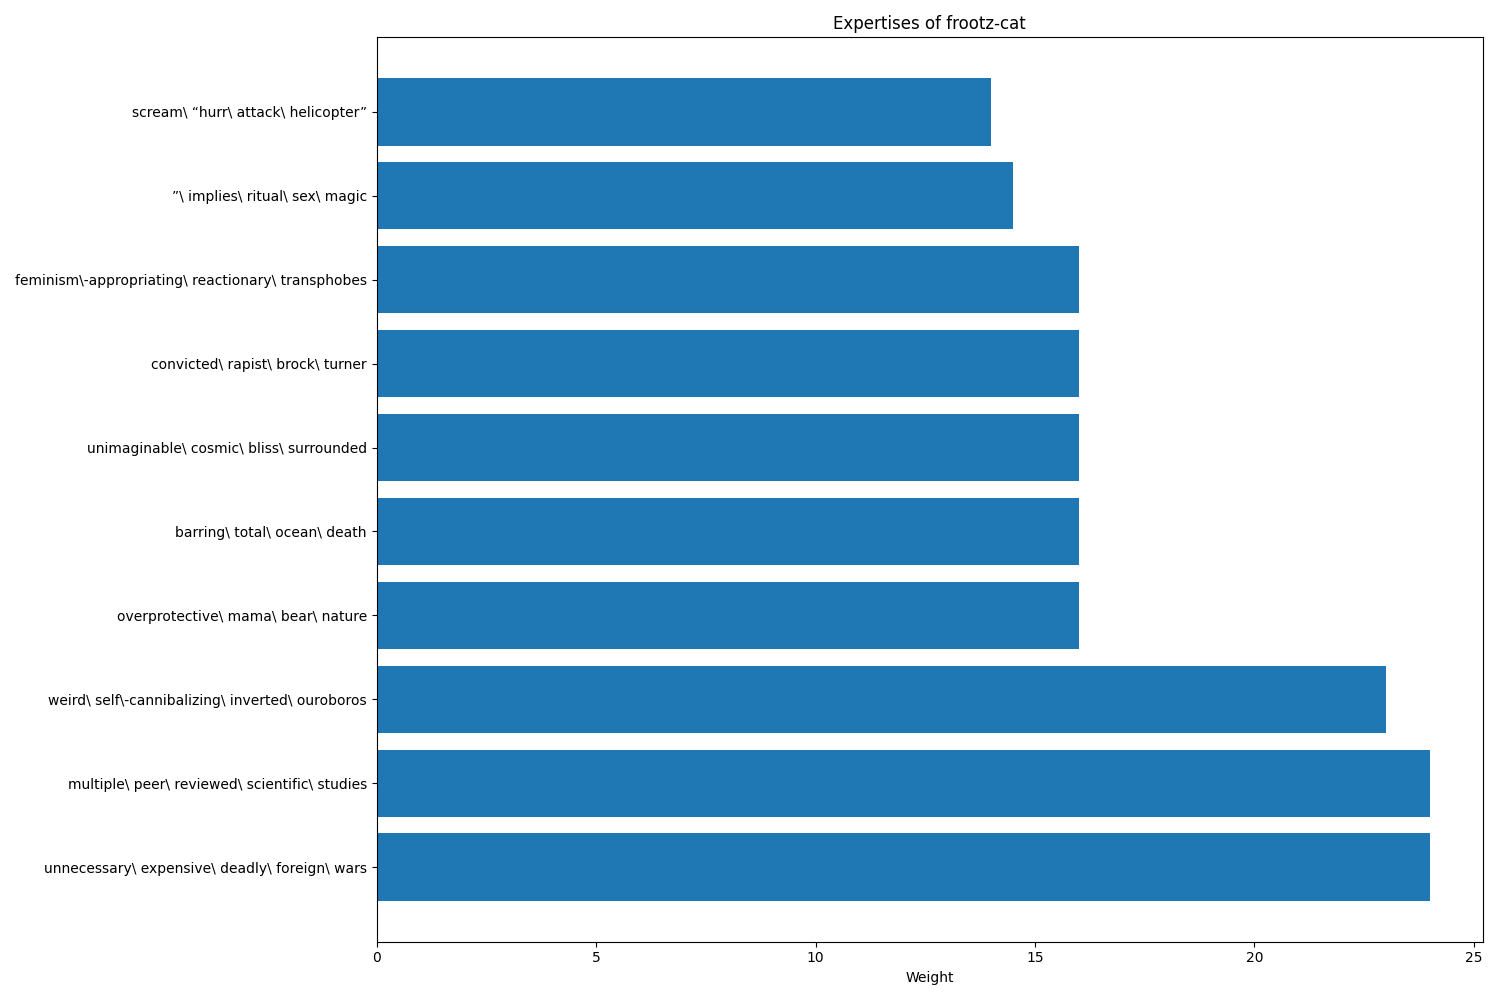 Expertises of frootz-cat
scream\ “hurr\ attack\ helicopter”
”\ implies\ ritual\ sex\ magic
feminism\-appropriating\ reactionary\ transphobes
convicted\ rapist\ brock\ turner
unimaginable\ cosmic\ bliss\ surrounded
barring\ total\ ocean\ death
overprotective\ mama\ bear\ nature
weird\ self\-cannibalizing\ inverted\ ouroboros
multiple\ peer\ reviewed\ scientific\ studies
unnecessary\ expensive\ deadly\ foreign\ wars
0 5 10 15 20 25
Weight